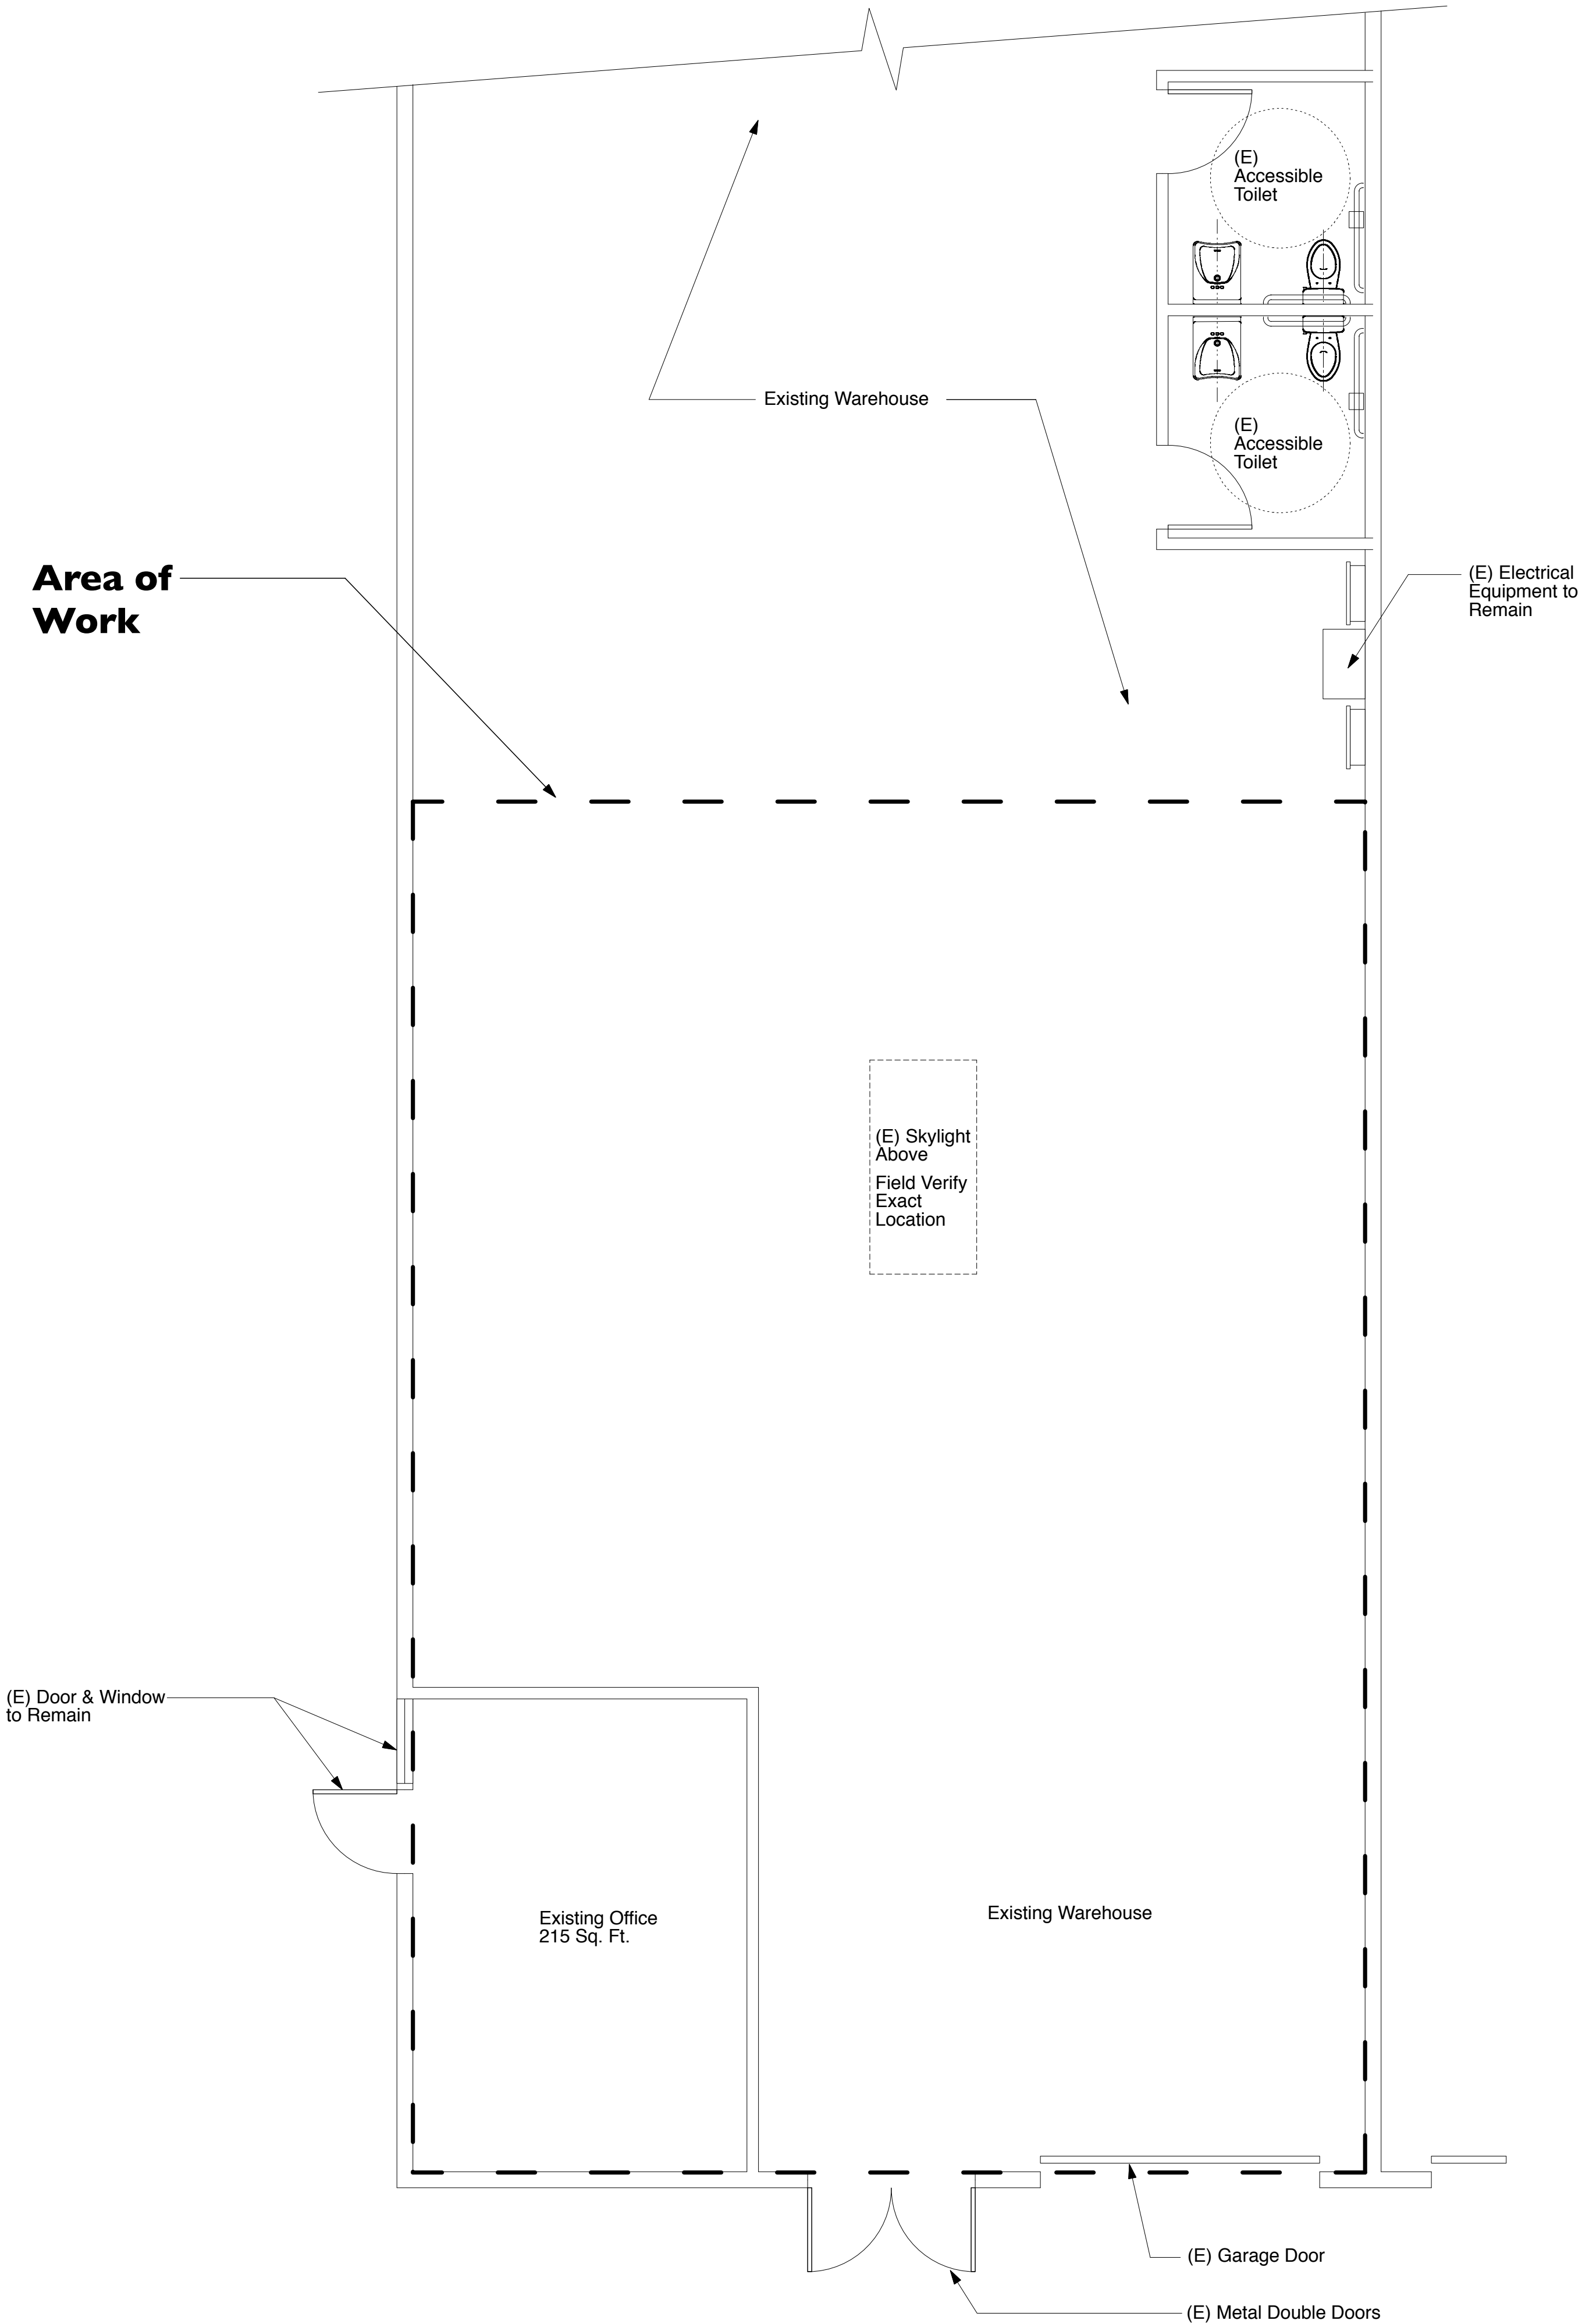 (E)
Accessible
Toilet
Existing Warehouse
(E)
Accessible
Toilet
Area of
Work
(E) Electrical
Equipment to
Remain
(E) Skylight
Above
Field Verify
Exact
Location
(E) Door & Window
to Remain
Existing Office
215 Sq. Ft.
Existing Warehouse
(E) Garage Door
(E) Metal Double Doors